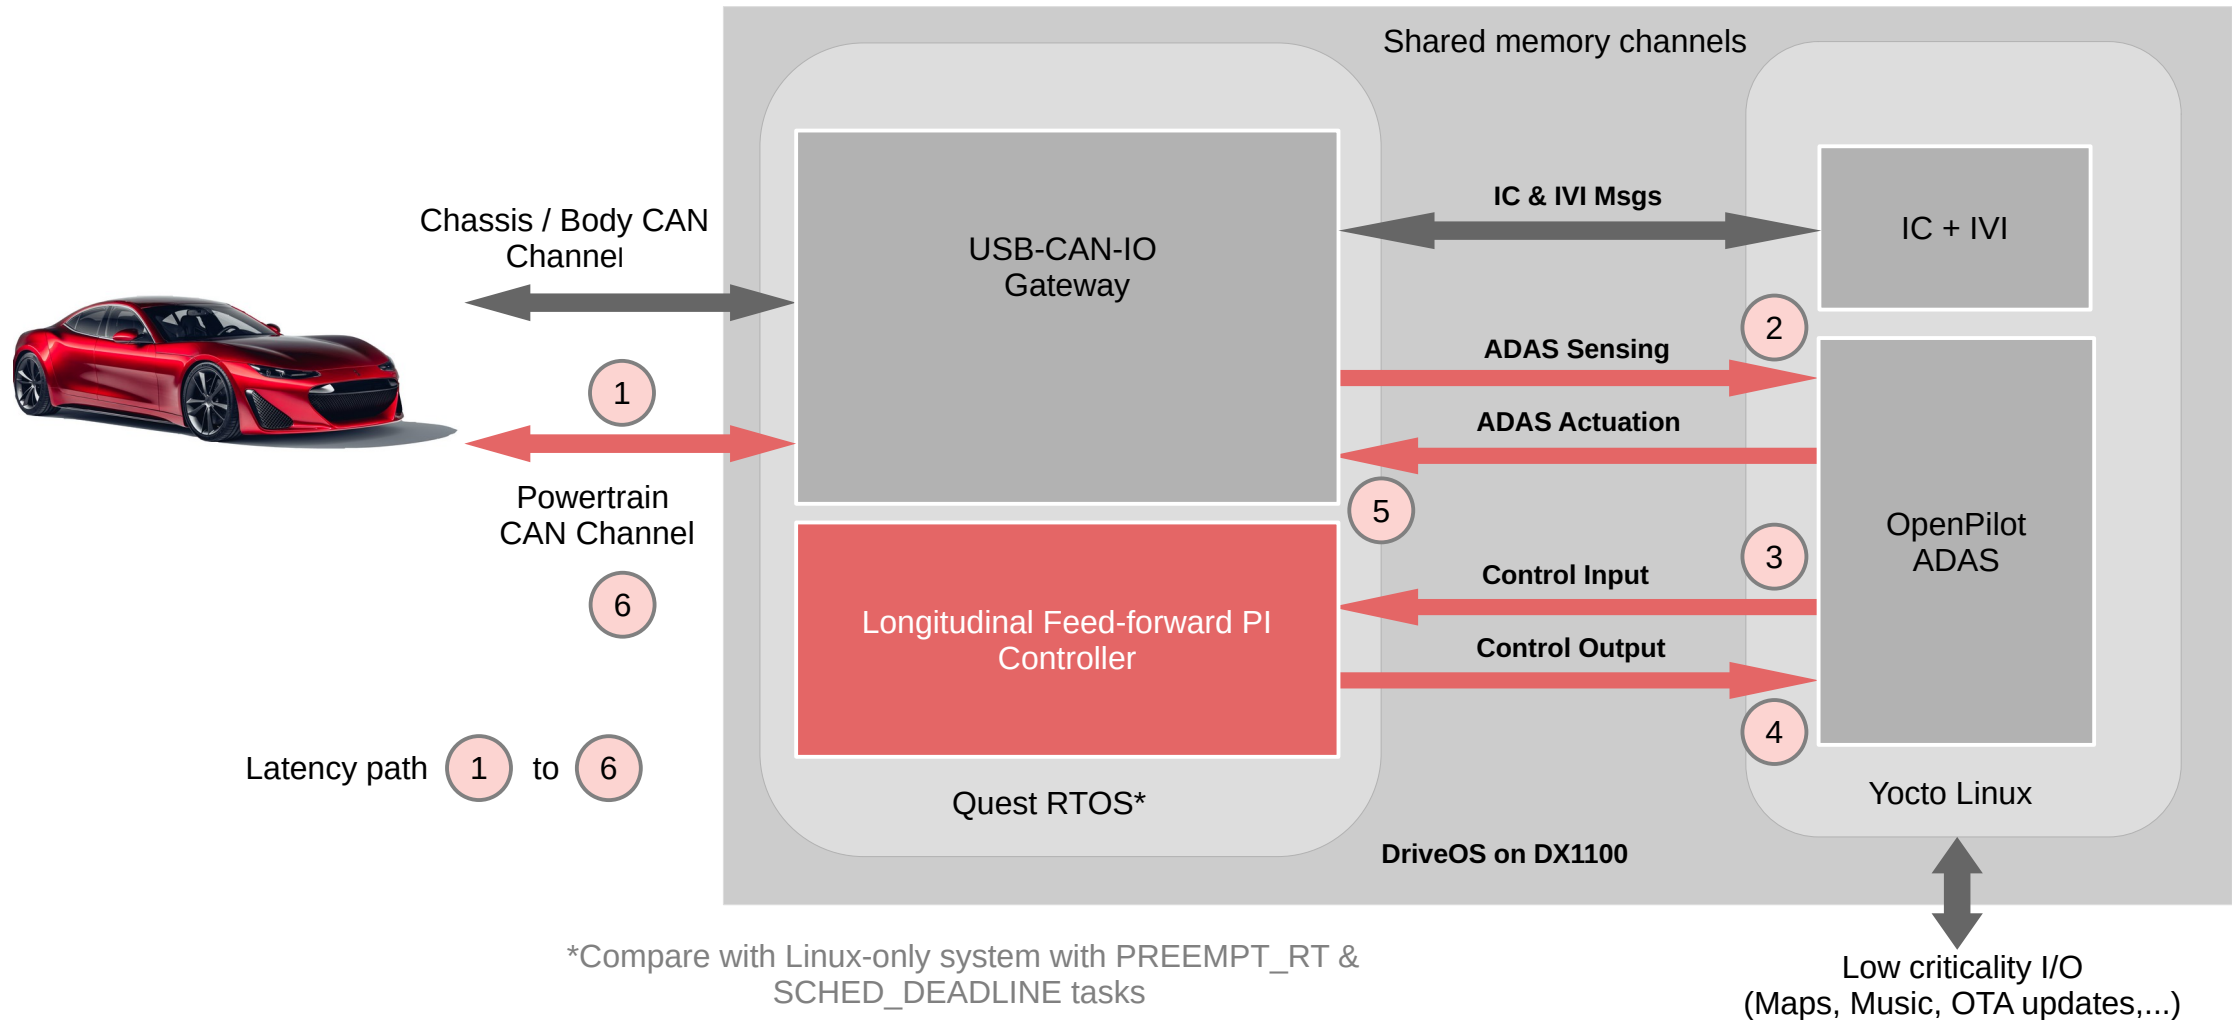 Shared memory channels
Chassis / Body CAN
Channel
USB-CAN-IO
Gateway
IC & IVI Msgs
IC + IVI
1
2
ADAS Sensing
ADAS Actuation
Powertrain
CAN Channel
5
6
3
Control Input
OpenPilot
ADAS
Longitudinal Feed-forward PI
Controller
Control Output
4
Latency path 1 to 6
Quest RTOS*
Yocto Linux
DriveOS on DX1100
*Compare with Linux-only system with PREEMPT_RT &
SCHED_DEADLINE tasks
Low criticality I/O
(Maps, Music, OTA updates,...)